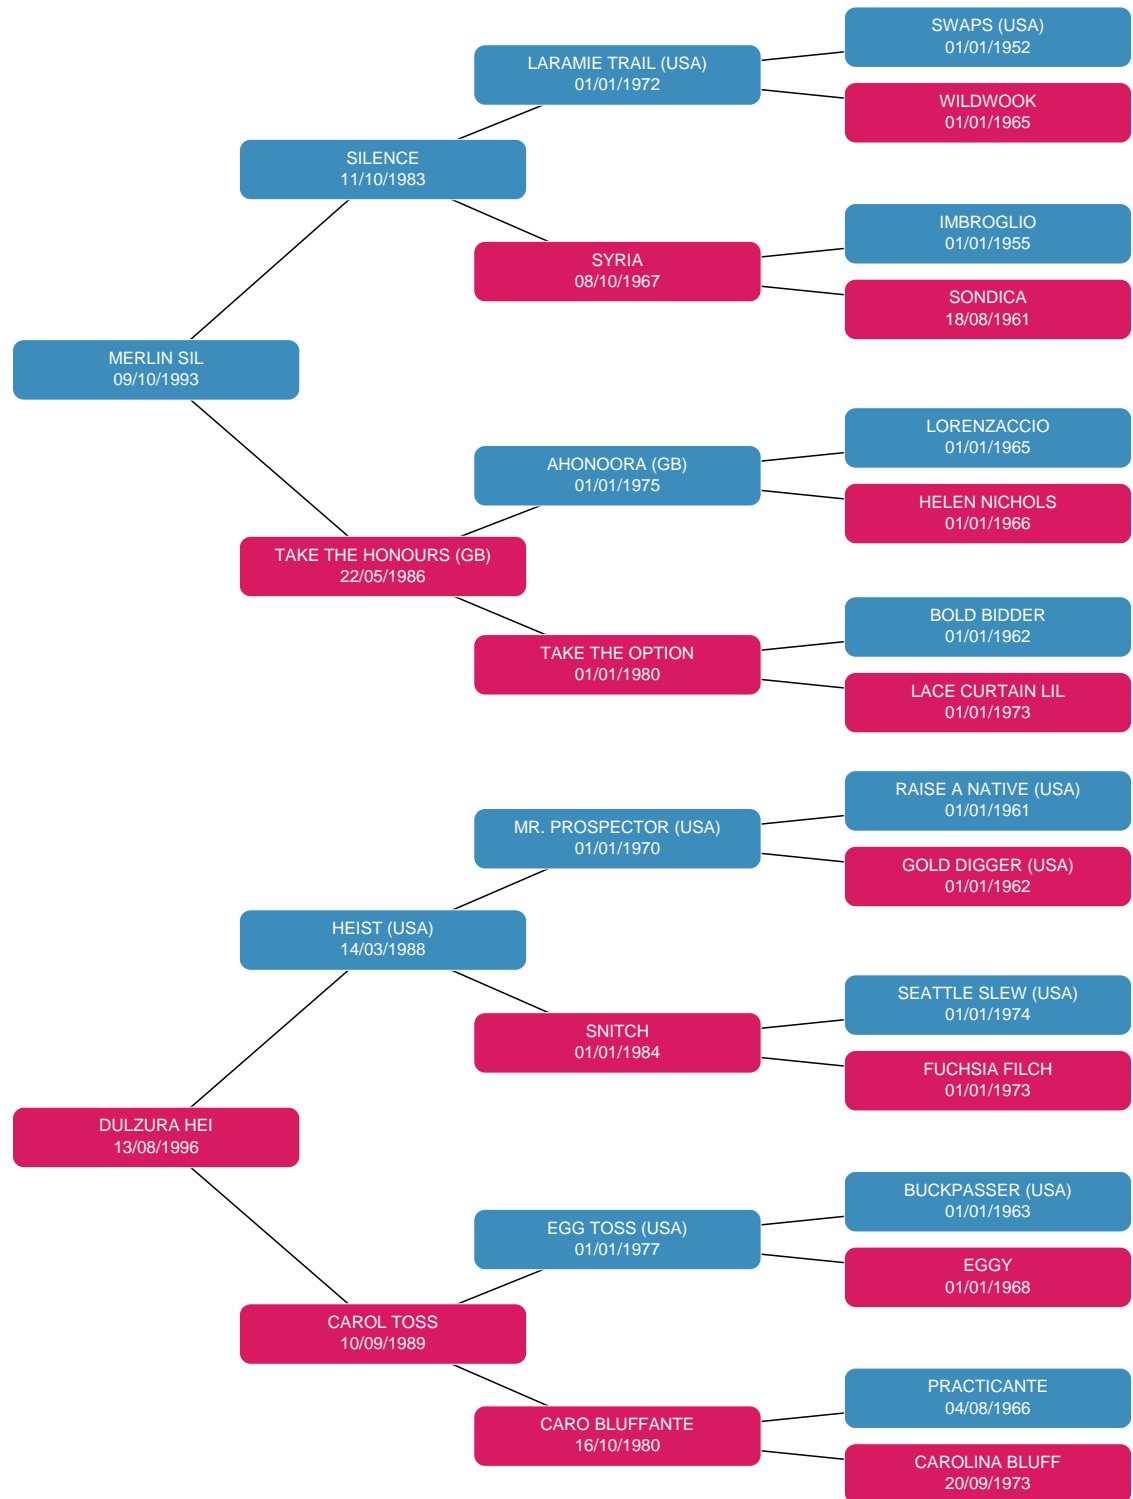 SWAPS (USA)
01/01/1952
LARAMIE TRAIL (USA)
01/01/1972
WILDWOOK
01/01/1965
SILENCE
11/10/1983
IMBROGLIO
01/01/1955
SYRIA
08/10/1967
SONDICA
18/08/1961
MERLIN SIL
09/10/1993
LORENZACCIO
01/01/1965
AHONOORA (GB)
01/01/1975
HELEN NICHOLS
01/01/1966
TAKE THE HONOURS (GB)
22/05/1986
BOLD BIDDER
01/01/1962
TAKE THE OPTION
01/01/1980
LACE CURTAIN LIL
01/01/1973
RAISE A NATIVE (USA)
01/01/1961
MR. PROSPECTOR (USA)
01/01/1970
GOLD DIGGER (USA)
01/01/1962
HEIST (USA)
14/03/1988
SEATTLE SLEW (USA)
01/01/1974
SNITCH
01/01/1984
FUCHSIA FILCH
01/01/1973
DULZURA HEI
13/08/1996
BUCKPASSER (USA)
01/01/1963
EGG TOSS (USA)
01/01/1977
EGGY
01/01/1968
CAROL TOSS
10/09/1989
PRACTICANTE
04/08/1966
CARO BLUFFANTE
16/10/1980
CAROLINA BLUFF
20/09/1973